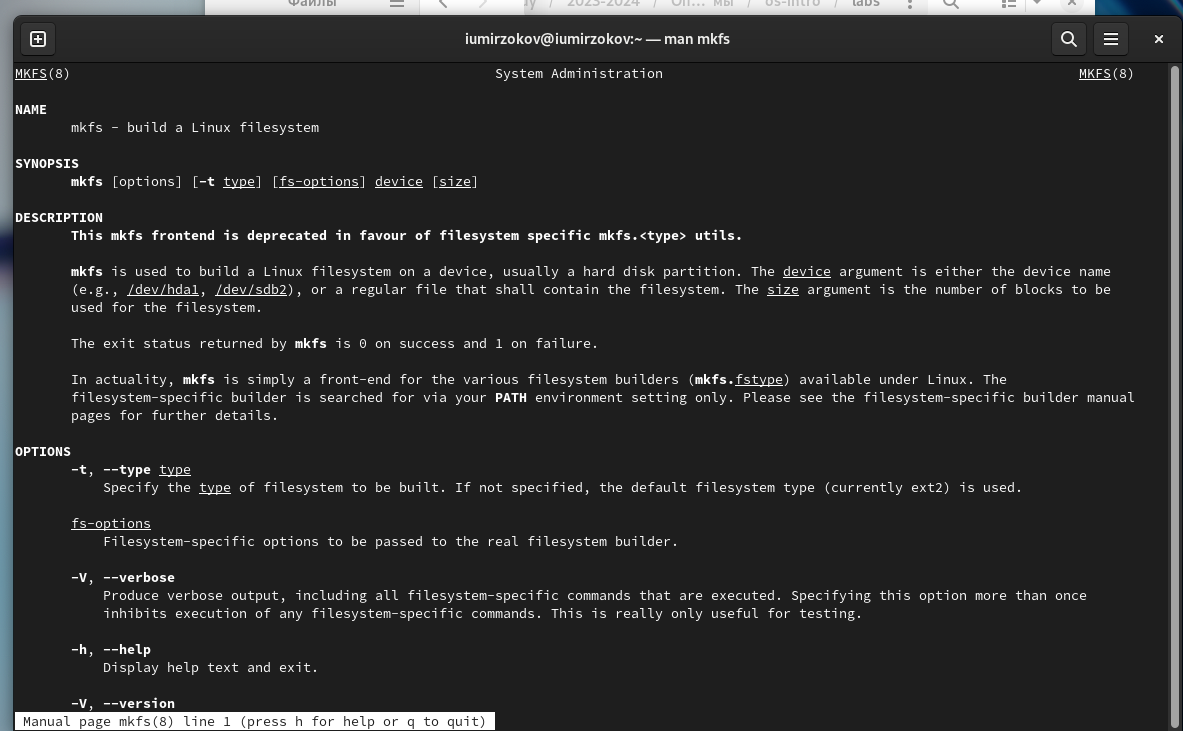 Файлы / 2023-2024 / / os-intro / labs
iumirzokov@iumirzokov:~ — man mkfs
MKFS(8) System Administration MKFS(8)
NAME
mkfs - build a Linux filesystem
SYNOPSIS
mkfs [options] [-t type] [fs-options] device [size]
DESCRIPTION
This mkfs frontend is deprecated in favour of filesystem specific mkfs.<type> utils.
mkfs is used to build a Linux filesystem on a device, usually a hard disk partition. The device argument is either the device name
(e.g., /dev/hda1, /dev/sdb2), or a regular file that shall contain the filesystem. The size argument is the number of blocks to be
used for the filesystem.
The exit status returned by mkfs is 0 on success and 1 on failure.
In actuality, mkfs is simply a front-end for the various filesystem builders (mkfs.fstype) available under Linux. The
filesystem-specific builder is searched for via your PATH environment setting only. Please see the filesystem-specific builder manual
pages for further details.
OPTIONS
-t, --type type
Specify the type of filesystem to be built. If not specified, the default filesystem type (currently ext2) is used.
fs-options
Filesystem-specific options to be passed to the real filesystem builder.
-V, --verbose
Produce verbose output, including all filesystem-specific commands that are executed. Specifying this option more than once
inhibits execution of any filesystem-specific commands. This is really only useful for testing.
-h, --help
Display help text and exit.
-V, --version
Manual page mkfs(8) line 1 (press h for help or q to quit)